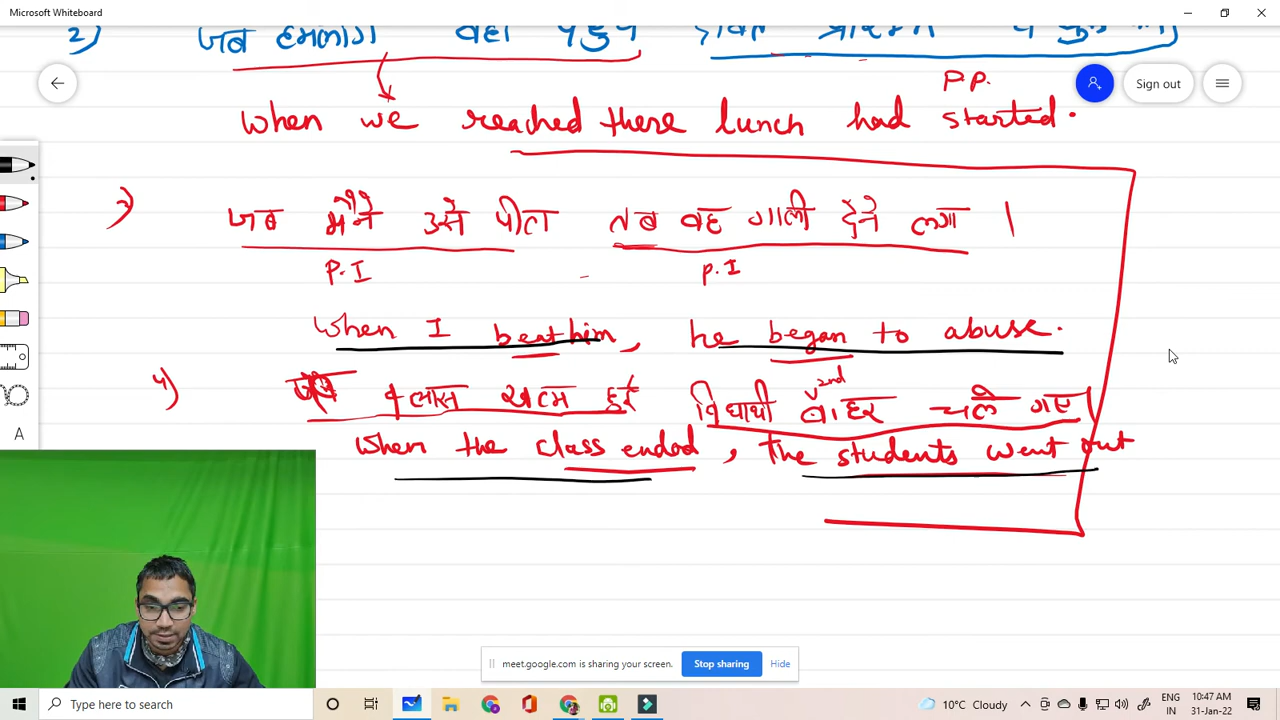 Microsoft Whiteboard
Sign out
2) जब हमलोग वहाँ पहुँचे
P.P.
when we reached there lunch had started.
3) जब मैंने उसे पीटा तब वह गाली देने लगा |
P.I P.I
When I beat him, he began to abuse.
4) क्लास खत्म हुई विद्यार्थी बाहर चले गए |
2nd
when the class ended, the students went out
A
meet.google.com is sharing your screen. Stop sharing Hide
Type here to search
10°C Cloudy
ENG
IN
10:47 AM
31-Jan-22